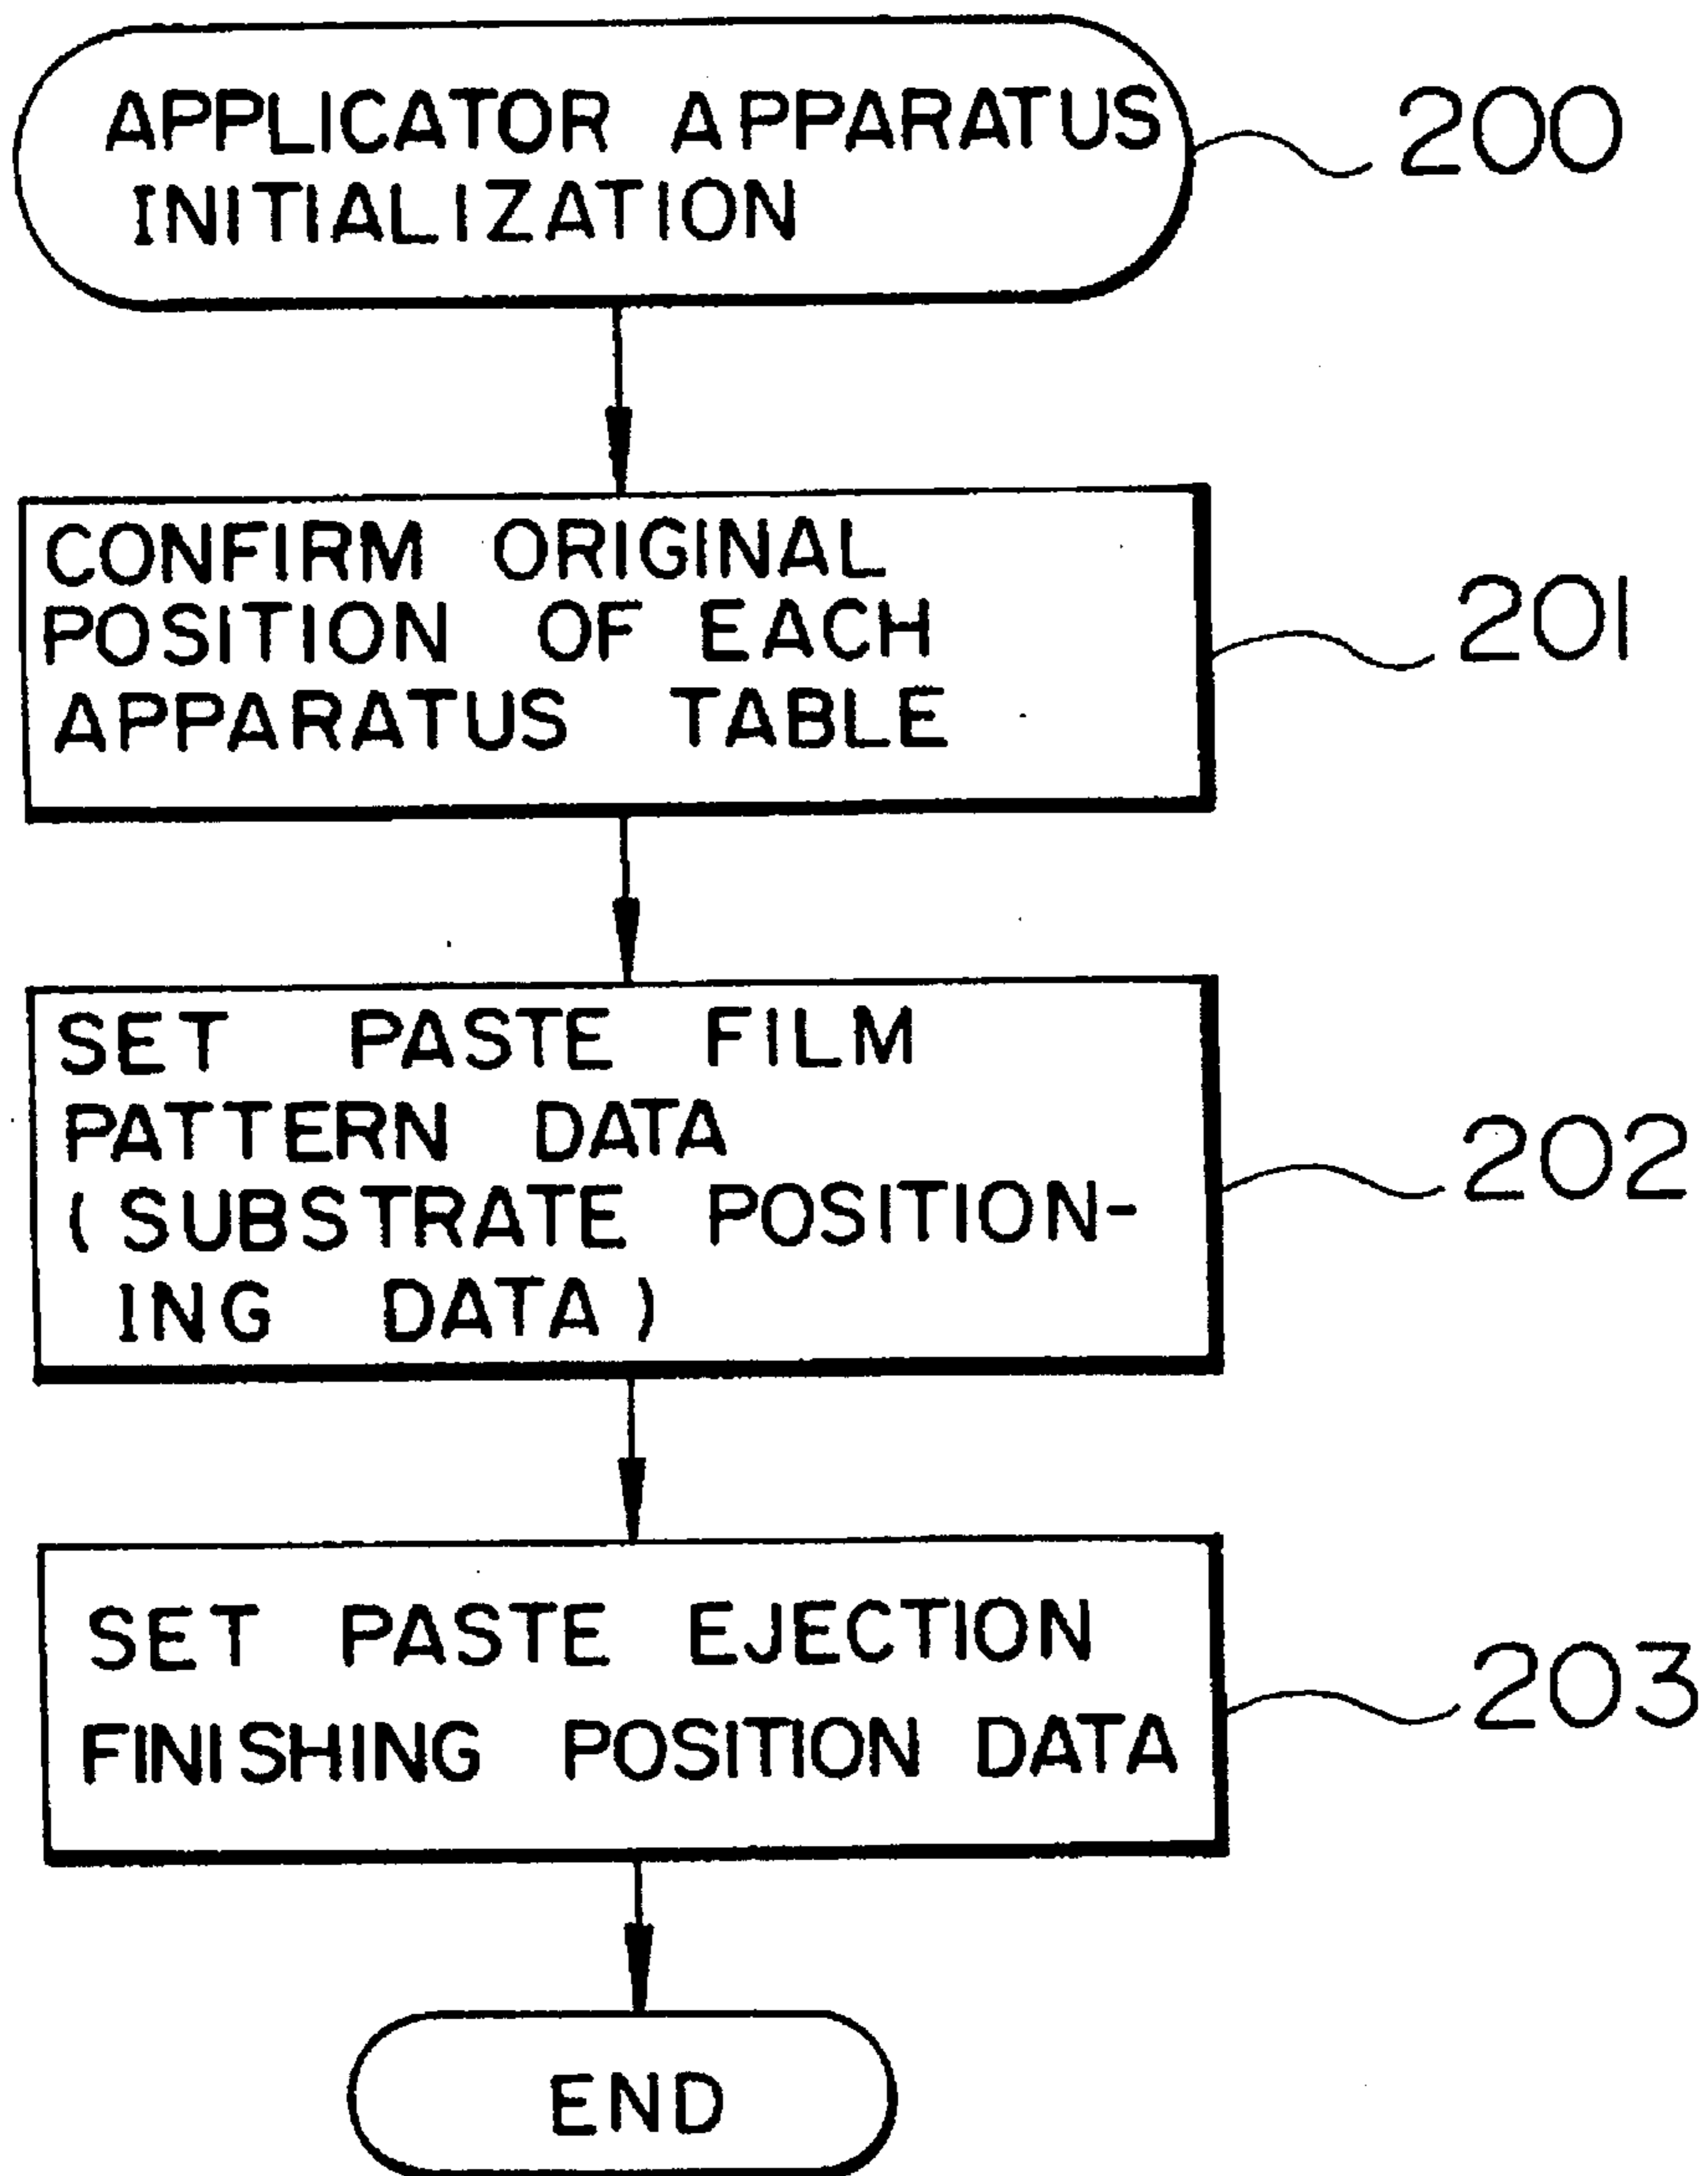 APPLICATOR APPARATUS
INITIALIZATION
200
CONFIRM ORIGINAL
POSITION OF EACH
APPARATUS TABLE
201
SET PASTE FILM
PATTERN DATA
(SUBSTRATE POSITION-
ING DATA)
202
SET PASTE EJECTION
FINISHING POSITION DATA
203
END